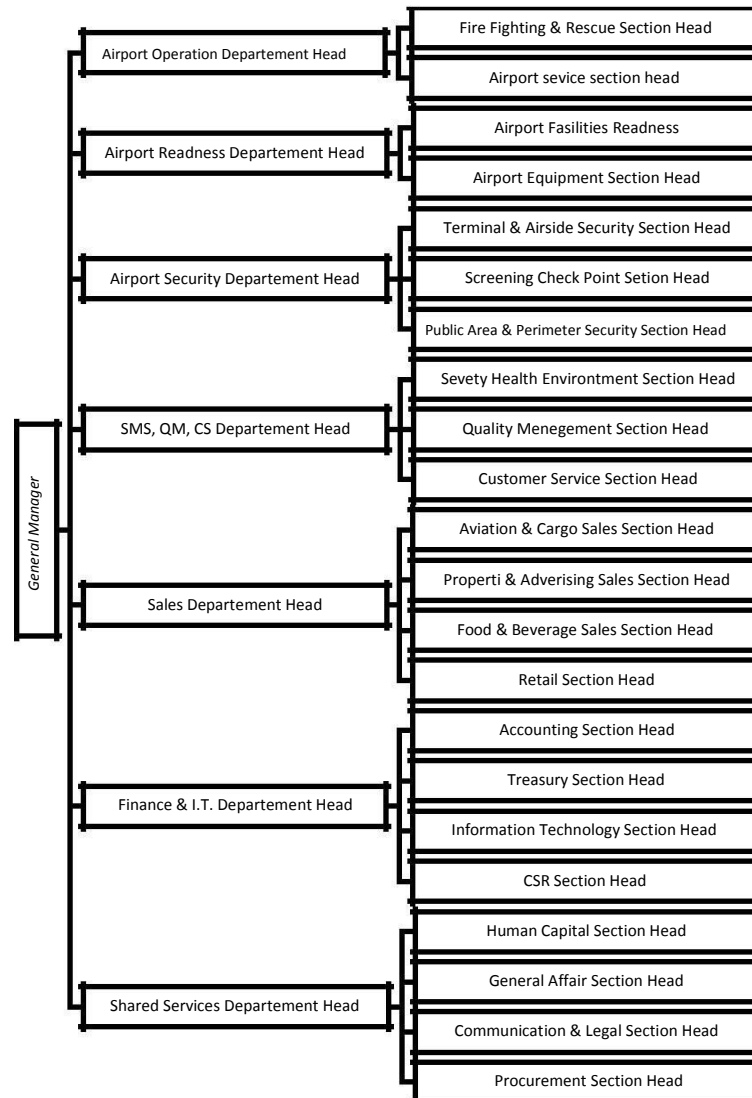 General Manager
Airport Operation Departement Head
Fire Fighting & Rescue Section Head
Airport sevice section head
Airport Readness Departement Head
Airport Fasilities Readness
Airport Equipment Section Head
Airport Security Departement Head
Terminal & Airside Security Section Head
Screening Check Point Setion Head
Public Area & Perimeter Security Section Head
SMS, QM, CS Departement Head
Sevety Health Environtment Section Head
Quality Menegement Section Head
Customer Service Section Head
Sales Departement Head
Aviation & Cargo Sales Section Head
Properti & Adverising Sales Section Head
Food & Beverage Sales Section Head
Retail Section Head
Finance & I.T. Departement Head
Accounting Section Head
Treasury Section Head
Information Technology Section Head
CSR Section Head
Shared Services Departement Head
Human Capital Section Head
General Affair Section Head
Communication & Legal Section Head
Procurement Section Head